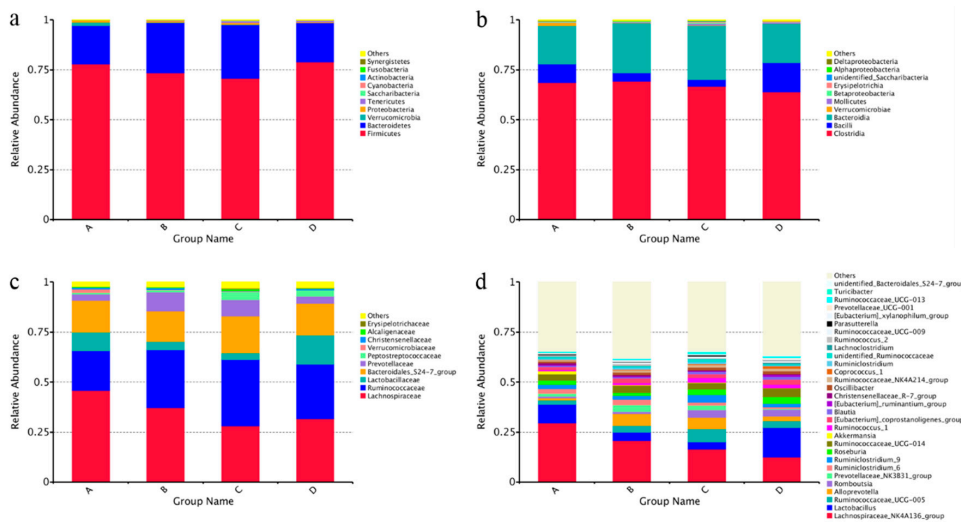 a
Relative Abundance
1
0.75
0.5
0.25
0
A
B
C
D
Group Name
Others
Synergistetes
Fusobacteria
Actinobacteria
Cyanobacteria
Saccharibacteria
Tenericutes
Proteobacteria
Verrucomicrobia
Bacteroidetes
Firmicutes
b
Relative Abundance
1
0.75
0.5
0.25
0
A
B
C
D
Group Name
Others
Deltaproteobacteria
Alphaproteobacteria
unidentified_Saccharibacteria
Erysipelotrichia
Betaproteobacteria
Mollicutes
Verrucomicrobiae
Bacteroidia
Bacilli
Clostridia
c
Relative Abundance
1
0.75
0.5
0.25
0
A
B
C
D
Group Name
Others
Erysipelotrichaceae
Alcaligenaceae
Christensenellaceae
Verrucomicrobiaceae
Peptostreptococcaceae
Prevotellaceae
Bacteroidales_S24-7_group
Lactobacillaceae
Ruminococcaceae
Lachnospiraceae
d
Relative Abundance
1
0.75
0.5
0.25
0
A
B
C
D
Group Name
Others
unidentified_Bacteroidales_S24-7_group
Turicibacter
Ruminococcaceae_UCG-013
Prevotellaceae_UCG-001
[Eubacterium]_xylanophilum_group
Parasutterella
Ruminococcaceae_UCG-009
Ruminococcus_2
Lachnoclostridium
unidentified_Ruminococcaceae
Ruminiclostridium
Coprococcus_1
Ruminococcaceae_NK4A214_group
Oscillibacter
Christensenellaceae_R-7_group
[Eubacterium]_ruminantium_group
Blautia
[Eubacterium]_coprostanoligenes_group
Ruminococcus_1
Akkermansia
Ruminococcaceae_UCG-014
Roseburia
Ruminiclostridium_9
Ruminiclostridium_6
Prevotellaceae_NK3B31_group
Romboutsia
Alloprevotella
Ruminococcaceae_UCG-005
Lactobacillus
Lachnospiraceae_NK4A136_group